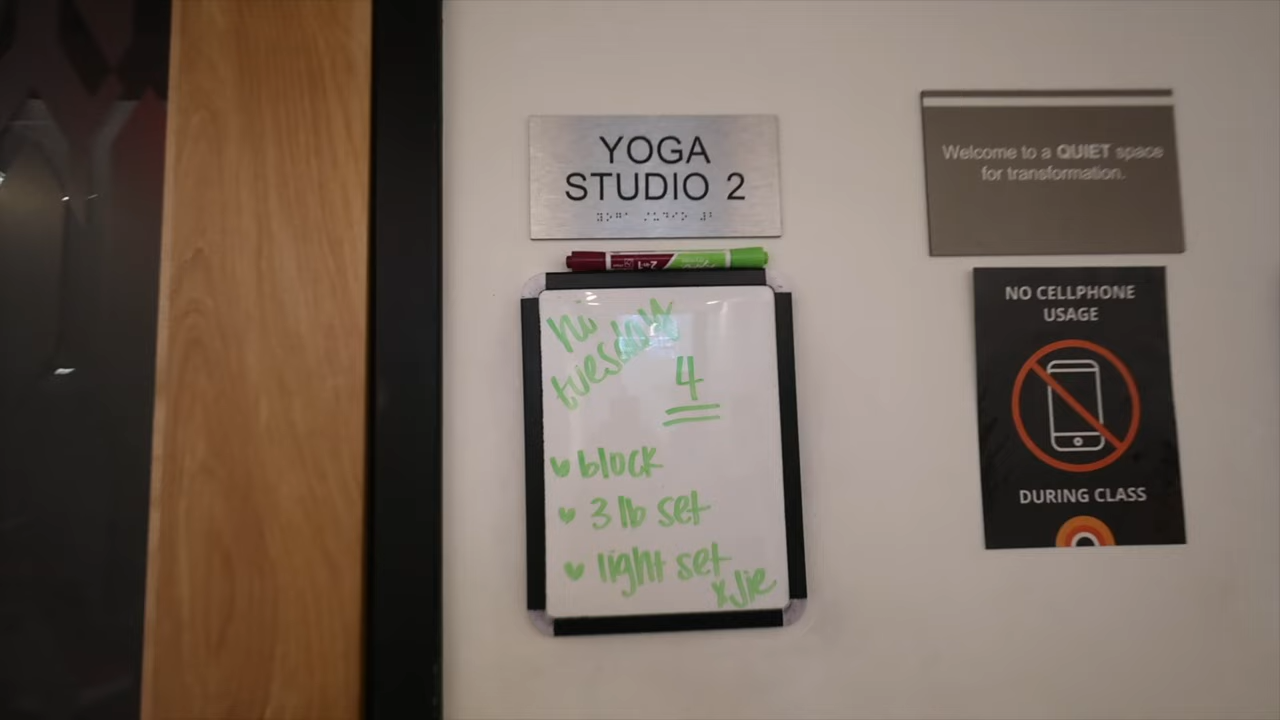 YOGA
STUDIO 2
tuesday
4
block
3 lb set
light set
x Jie
Welcome to a QUIET space
for transformation.
NO CELLPHONE
USAGE
DURING CLASS